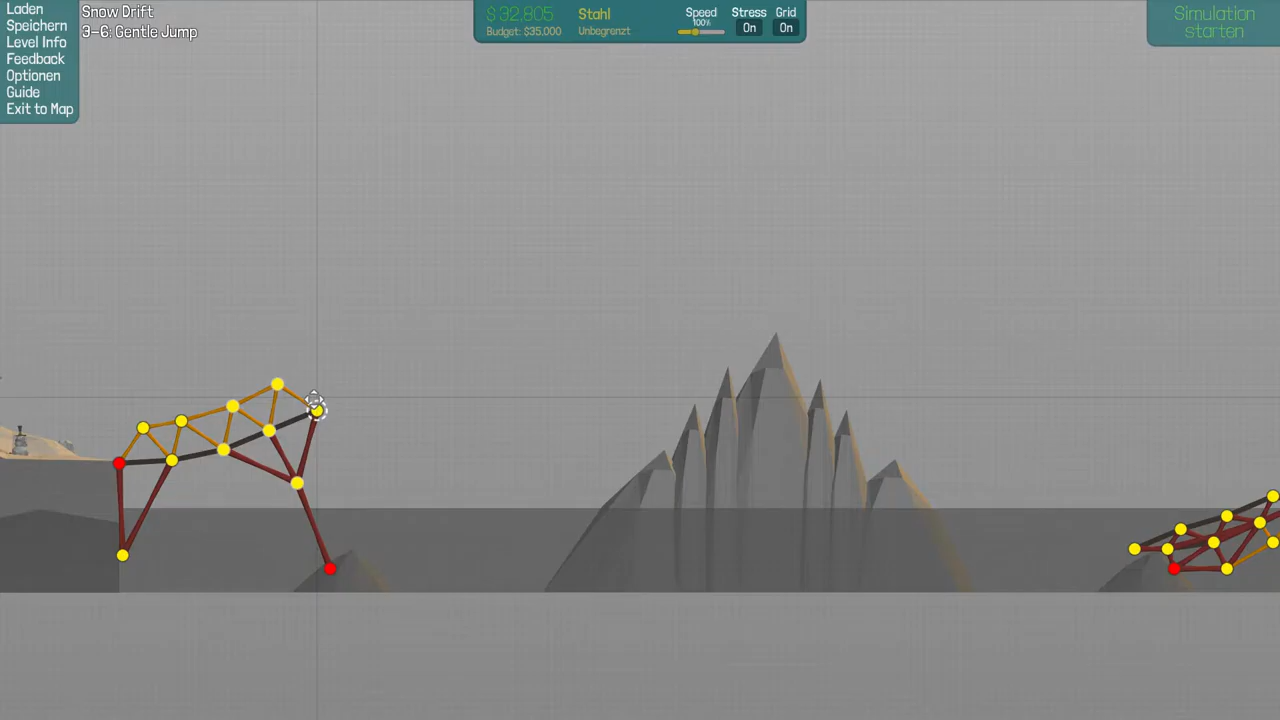 Laden
Speichern
Level Info
Feedback
Optionen
Guide
Exit to Map
Snow Drift
3-6: Gentle Jump
$32,805
Budget: $35,000
Stahl
Unbegrenzt
Speed
100%
Stress
On
Grid
On
Simulation
starten